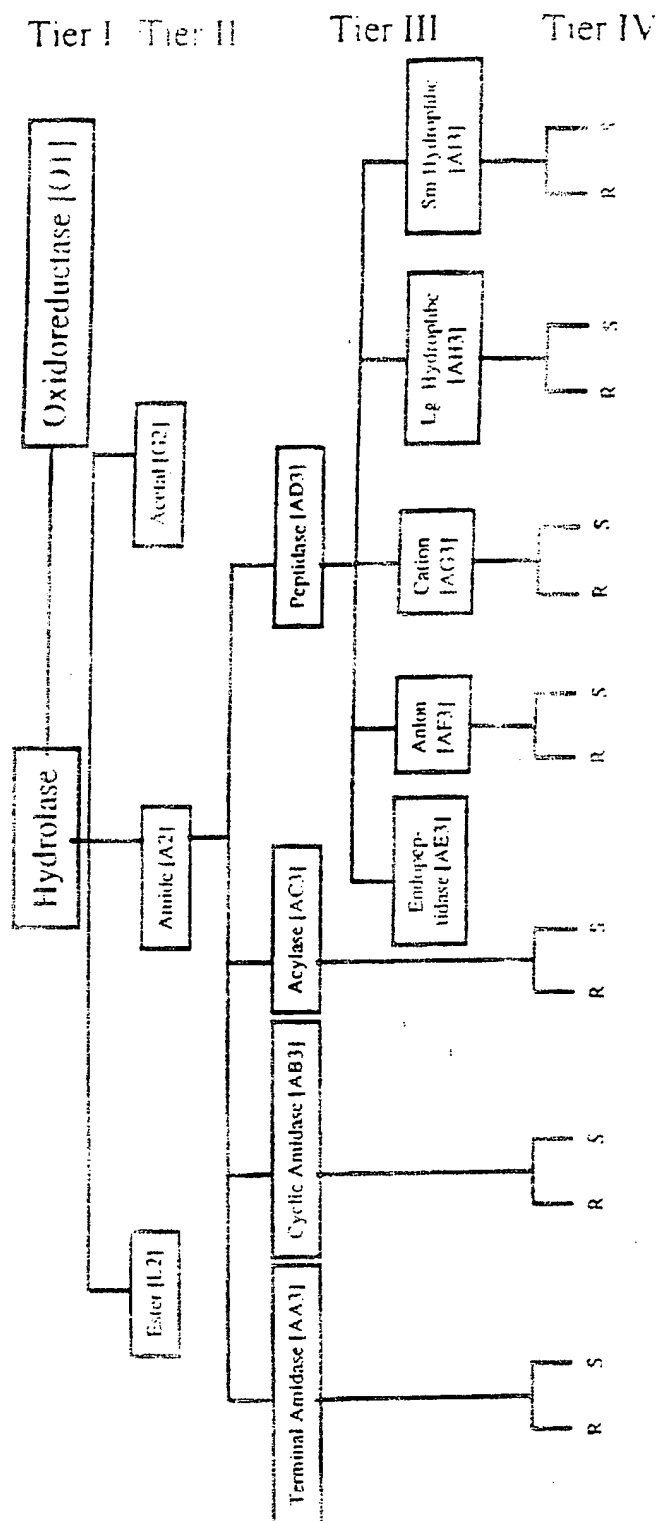 Tier I
Tier II
Tier III
Tier IV
Hydrolase
Oxidoreductase [O1]
Ester [L2]
Amide [A2]
Acetal [G2]
Terminal Amidase [AA3]
Cyclic Amidase [AB3]
Acylase [AC3]
Peptidase [AD3]
Endopep-
tidase [AE3]
Anion
[AF3]
Cation
[AG3]
Lg Hydrophbc
[AH3]
Sm Hydrophbc
[AI3]
R S
R S
R S
R S
R S
R S
R S